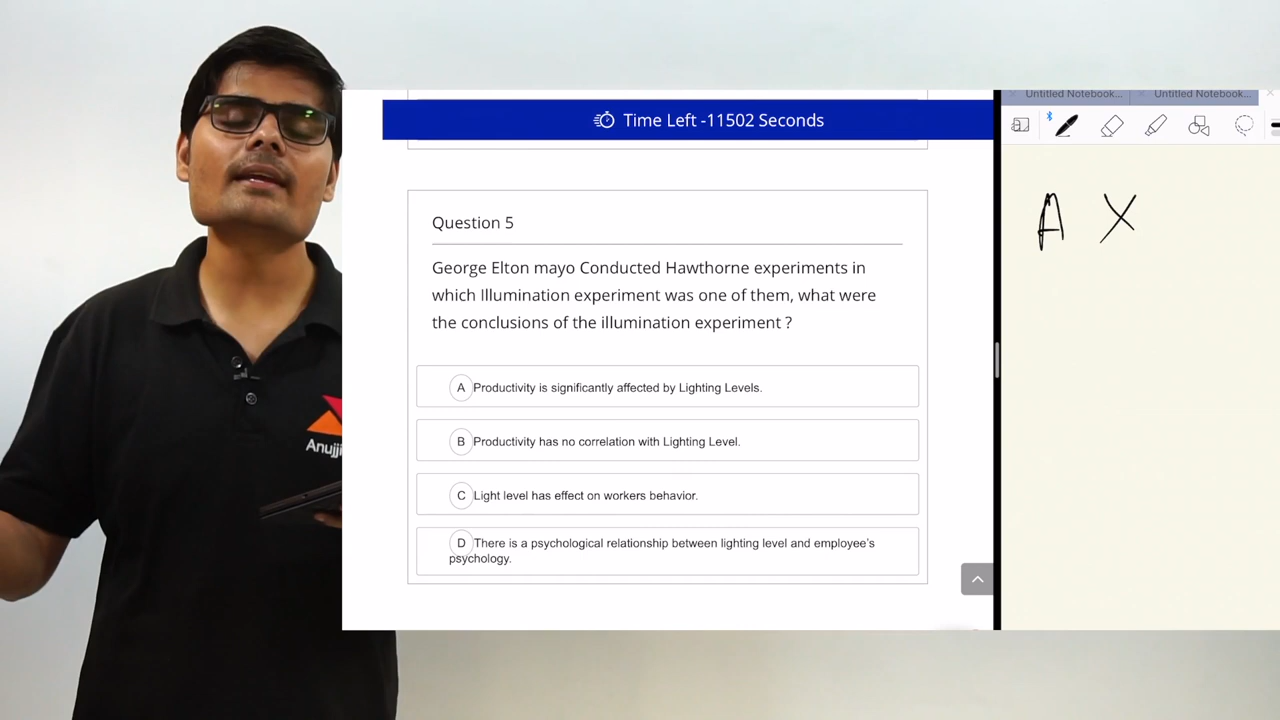 Untitled Notebook... Untitled Notebook...
Time Left -11502 Seconds
A X
Question 5
George Elton mayo Conducted Hawthorne experiments in
which Illumination experiment was one of them, what were
the conclusions of the illumination experiment ?
A Productivity is significantly affected by Lighting Levels.
B Productivity has no correlation with Lighting Level.
C Light level has effect on workers behavior.
D There is a psychological relationship between lighting level and employee's
psychology.